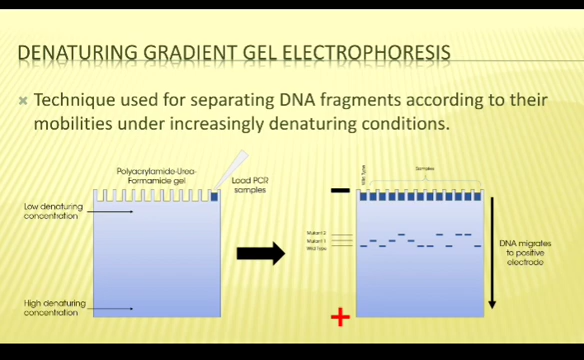 DENATURING GRADIENT GEL ELECTROPHORESIS
Technique used for separating DNA fragments according to their
mobilities under increasingly denaturing conditions.
Polyacrylamide-Urea-
Formamide gel
Load PCR
samples
Low denaturing
concentration
High denaturing
concentration
Wild Type
Samples
Mutant 2
Mutant 1
Wild Type
DNA migrates
to positive
electrode